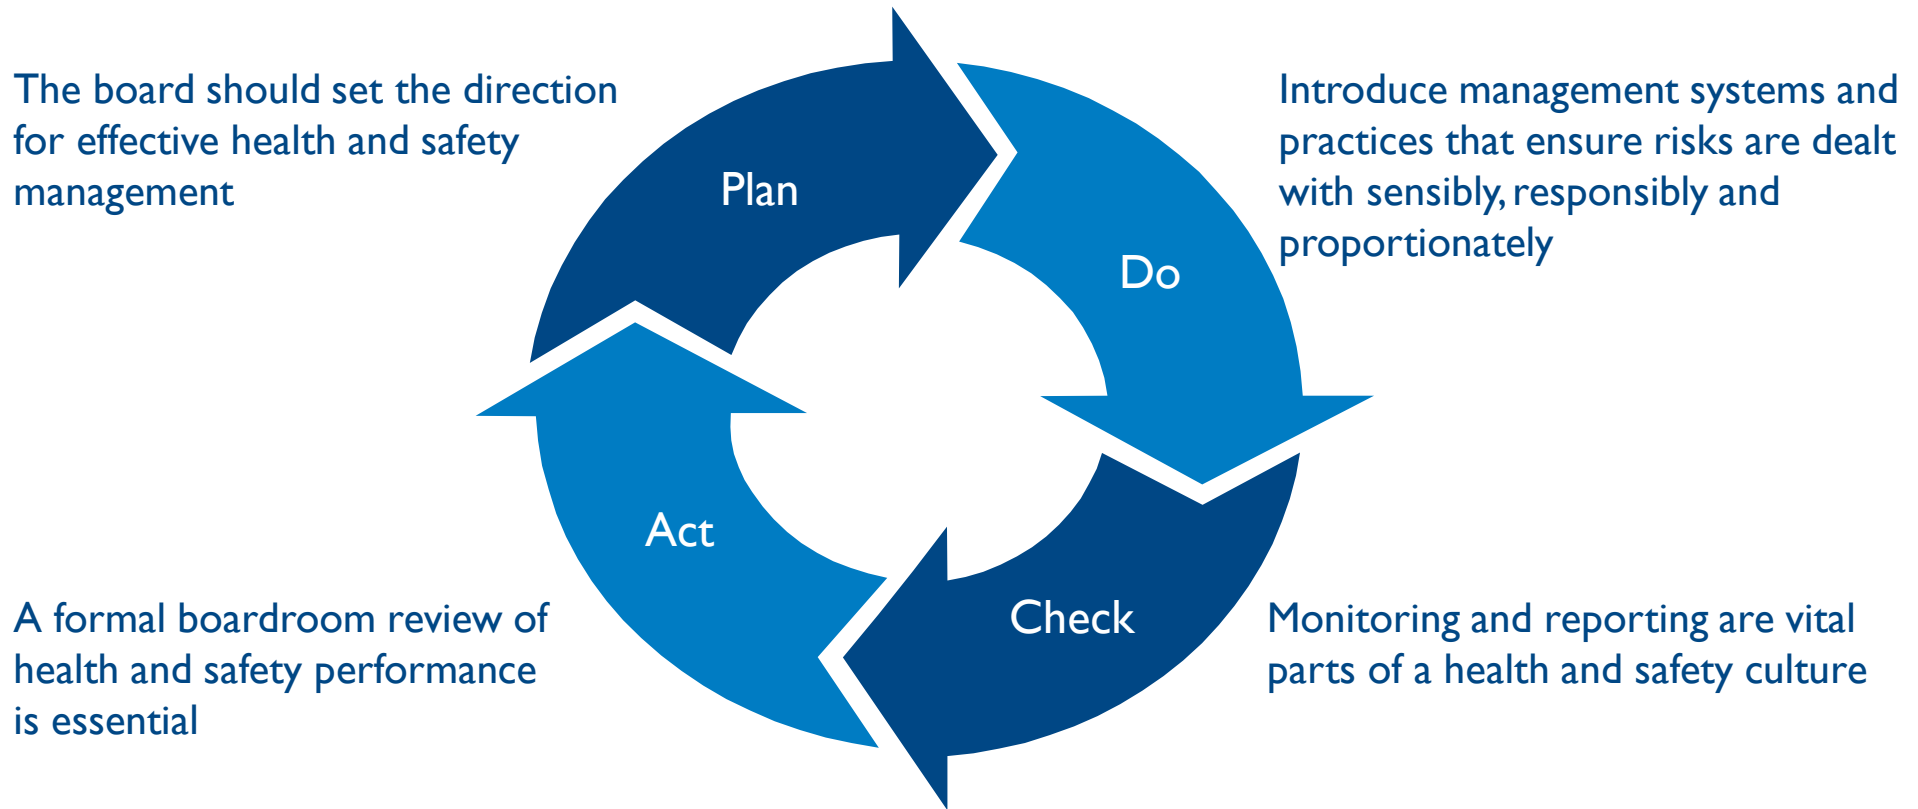 The board should set the direction
for effective health and safety
management
Plan
Introduce management systems and
practices that ensure risks are dealt
with sensibly, responsibly and
proportionately
Do
Check
Monitoring and reporting are vital
parts of a health and safety culture
Act
A formal boardroom review of
health and safety performance
is essential